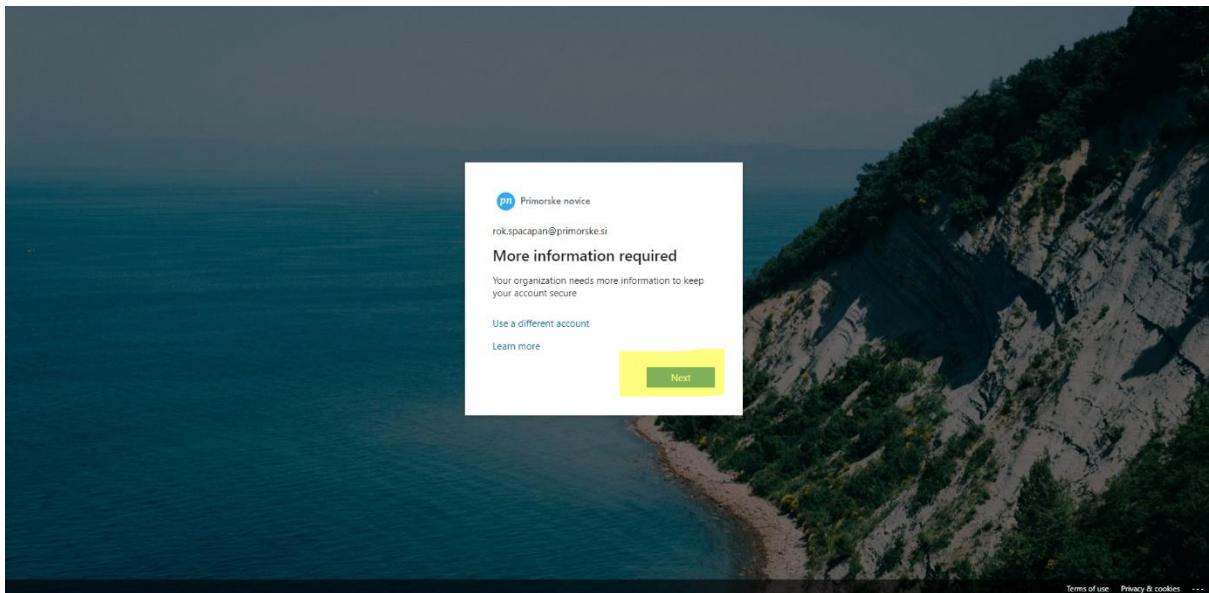 pn Primorske novice
rok.spacapan@primorske.si
More information required
Your organization needs more information to keep
your account secure
Use a different account
Learn more
Next
Terms of use Privacy & cookies ...